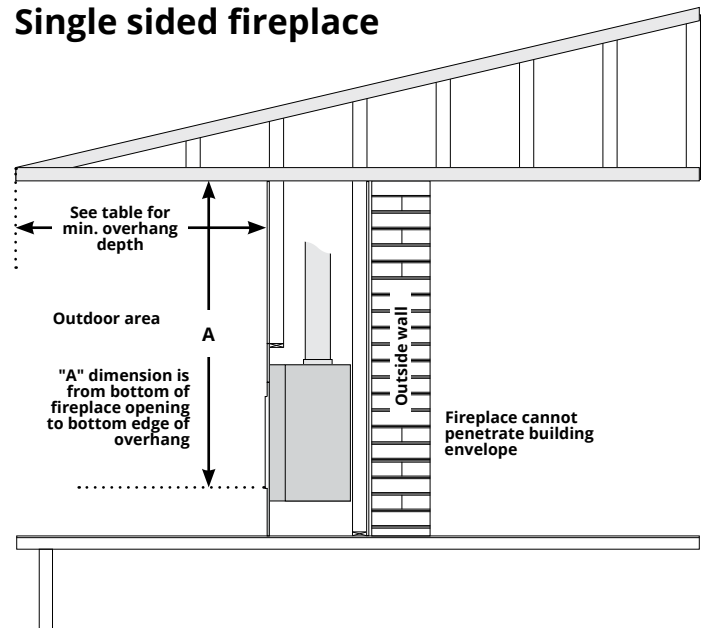 Single sided fireplace
See table for
min. overhang
depth
Outdoor area
A
"A" dimension is
from bottom of
fireplace opening
to bottom edge of
overhang
Outside wall
Fireplace cannot
penetrate building
envelope